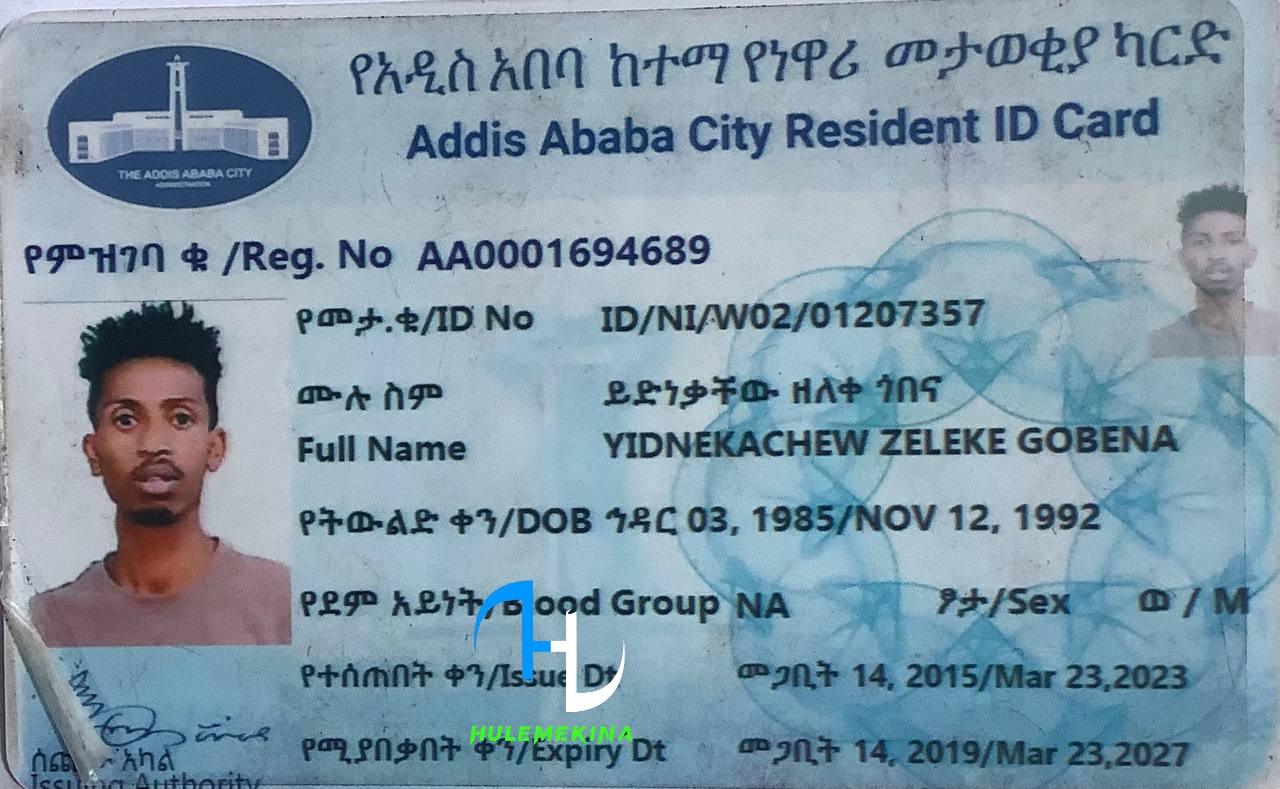 የአዲስ አበባ ከተማ የነዋሪ መታወቂያ ካርድ
Addis Ababa City Resident ID Card
THE ADDIS ABABA CITY
ADMINISTRATION
የምዝገባ ቁ /Reg. No AA0001694689
የመታ.ቁ/ID No ID/NI/W02/01207357
ሙሉ ስም ይድነቃቸው ዘለቀ ጎበና
Full Name YIDNEKACHEW ZELEKE GOBENA
የትውልድ ቀን/DOB ኅዳር 03, 1985/NOV 12, 1992
የደም አይነት/Blood Group NA ፆታ/Sex ወ / M
የተሰጠበት ቀን/Issue Dt መጋቢት 14, 2015/Mar 23,2023
HULEMEKINA
የሚያበቃበት ቀን/Expiry Dt መጋቢት 14, 2019/Mar 23,2027
አካል
Issuing Authority